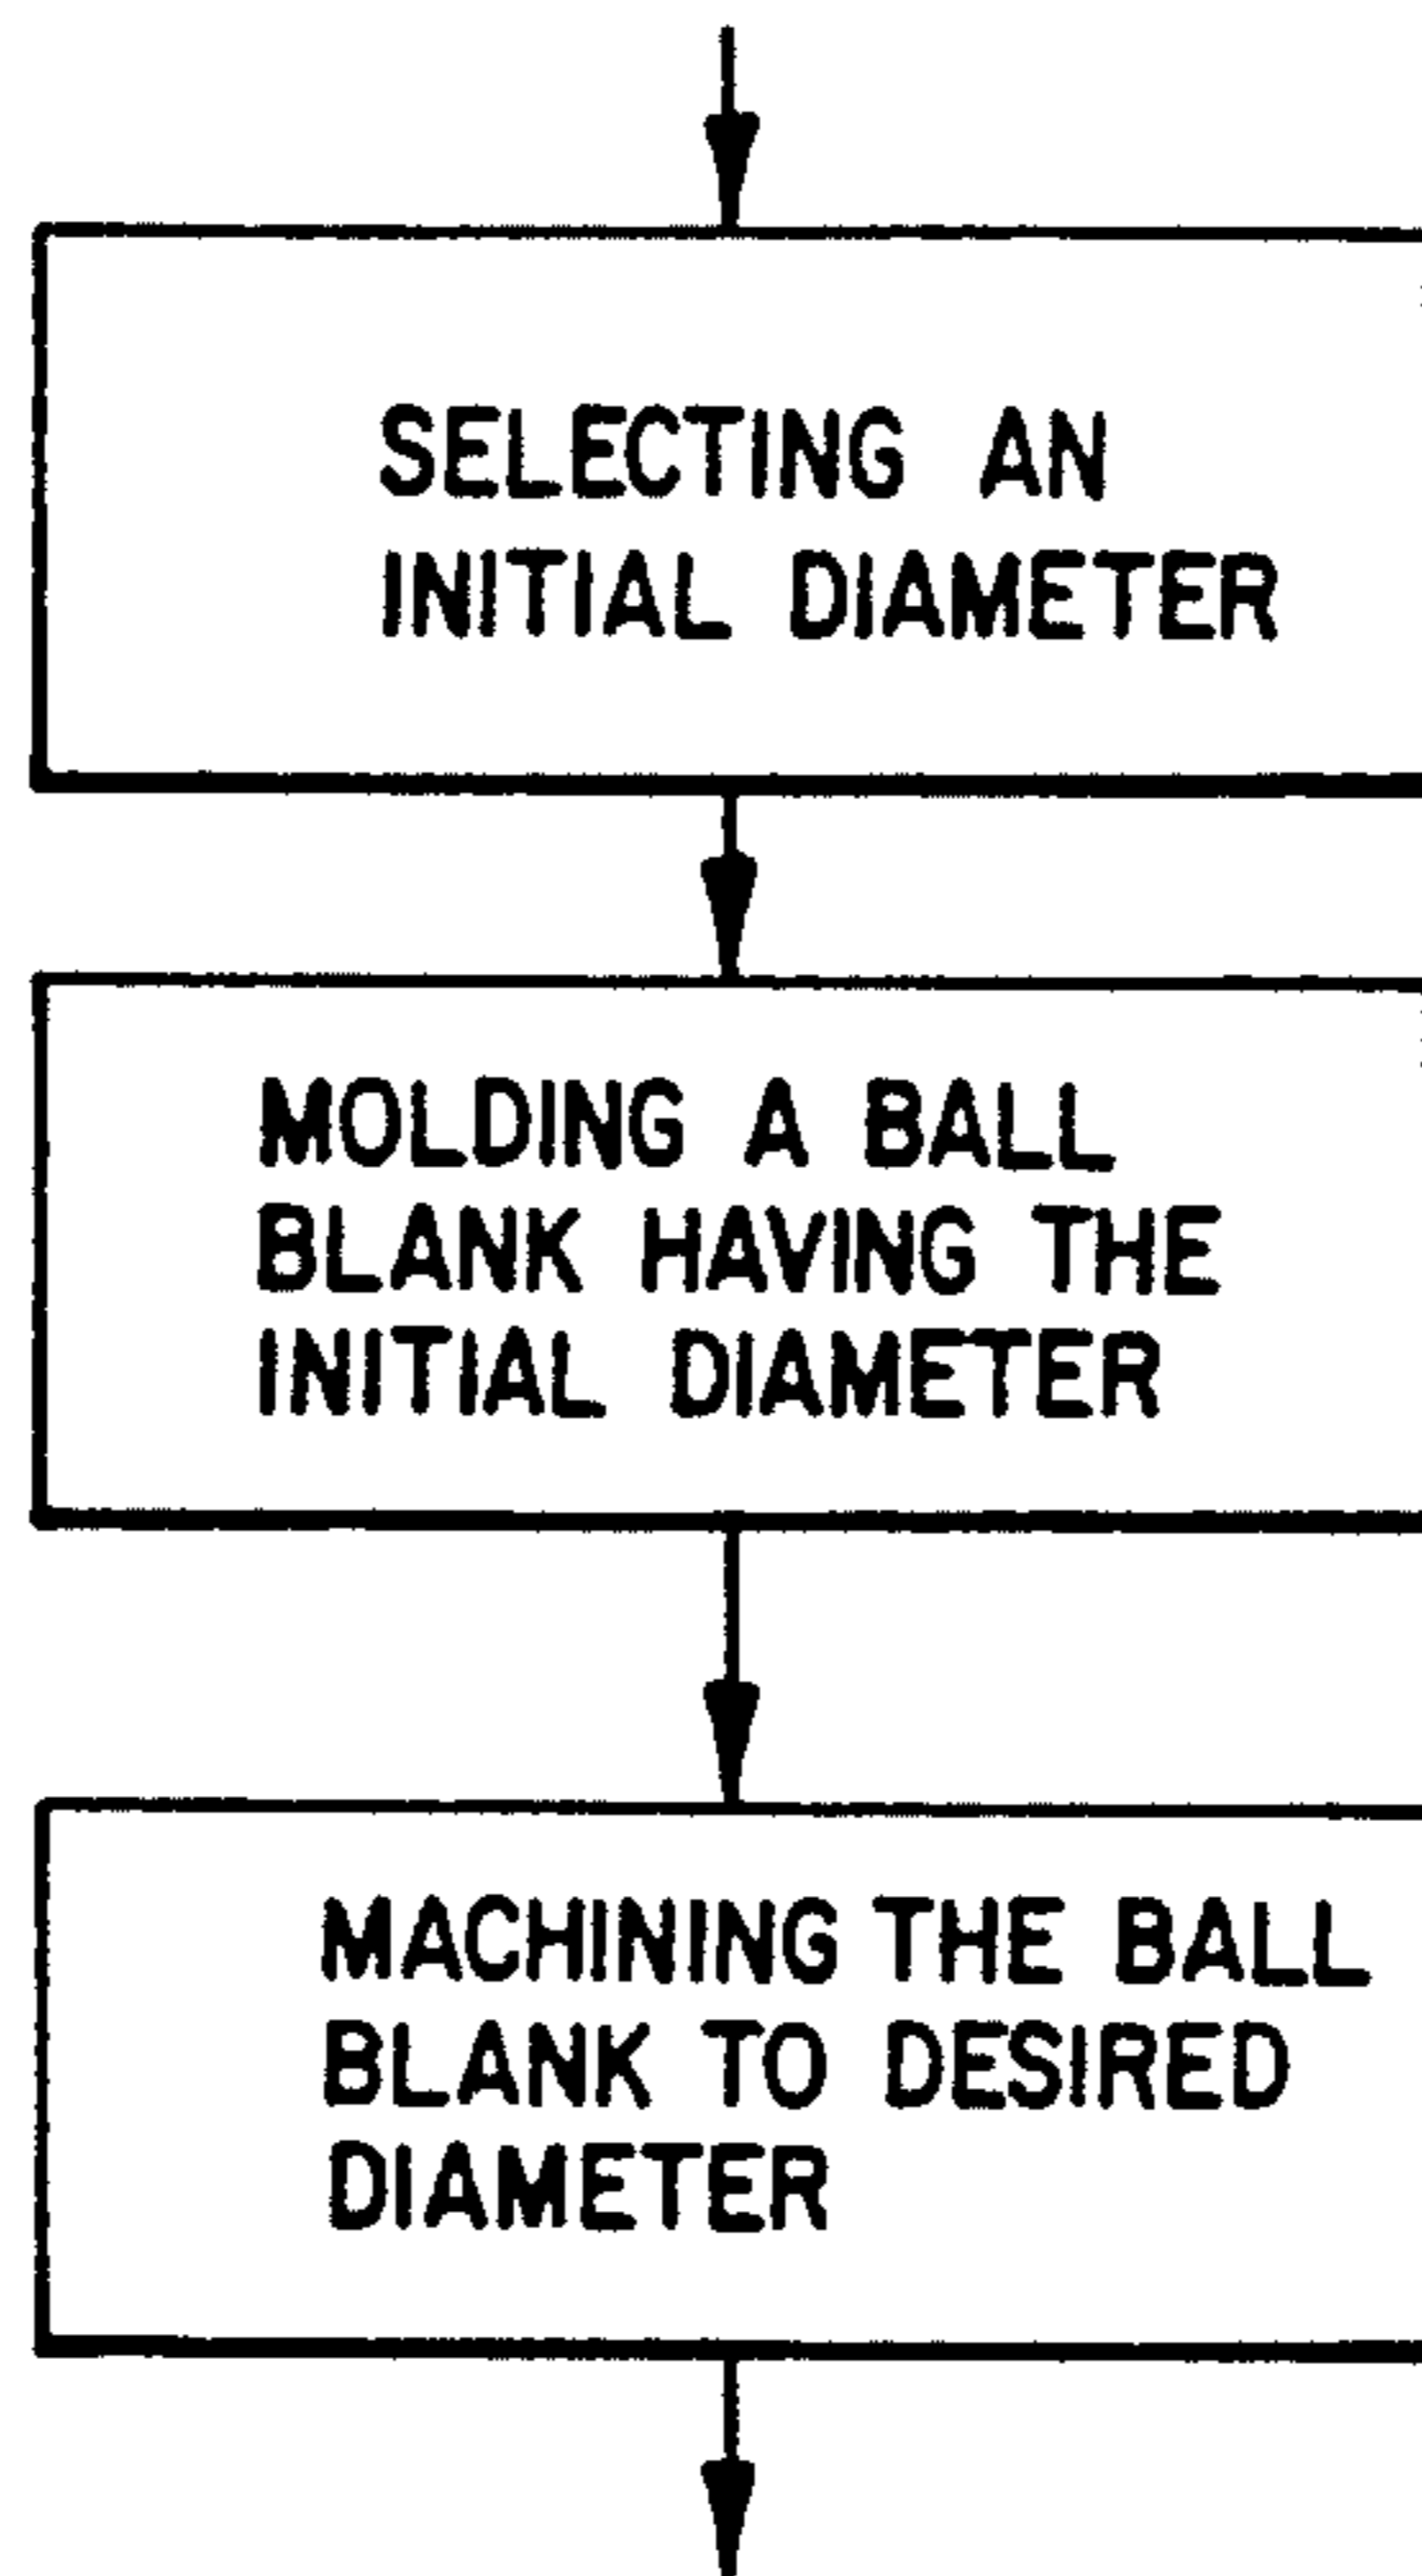 SELECTING AN
INITIAL DIAMETER
MOLDING A BALL
BLANK HAVING THE
INITIAL DIAMETER
MACHINING THE BALL
BLANK TO DESIRED
DIAMETER